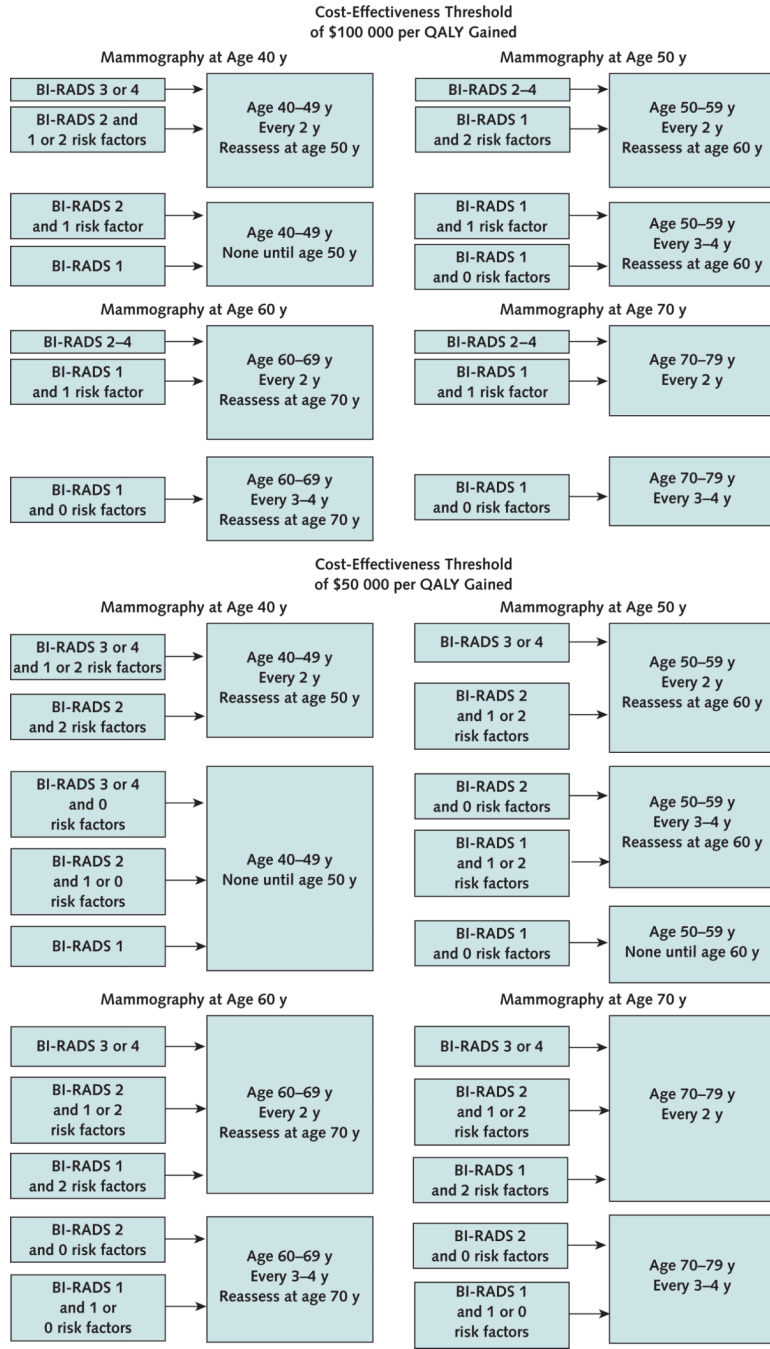 Cost-Effectiveness Threshold
of $100 000 per QALY Gained
Mammography at Age 40 y
BI-RADS 3 or 4
BI-RADS 2 and
1 or 2 risk factors
Age 40–49 y
Every 2 y
Reassess at age 50 y
BI-RADS 2
and 1 risk factor
BI-RADS 1
Age 40–49 y
None until age 50 y
Mammography at Age 50 y
BI-RADS 2–4
BI-RADS 1
and 2 risk factors
Age 50–59 y
Every 2 y
Reassess at age 60 y
BI-RADS 1
and 1 risk factor
BI-RADS 1
and 0 risk factors
Age 50–59 y
Every 3–4 y
Reassess at age 60 y
Mammography at Age 60 y
BI-RADS 2–4
BI-RADS 1
and 1 risk factor
Age 60–69 y
Every 2 y
Reassess at age 70 y
BI-RADS 1
and 0 risk factors
Age 60–69 y
Every 3–4 y
Reassess at age 70 y
Mammography at Age 70 y
BI-RADS 2–4
BI-RADS 1
and 1 risk factor
Age 70–79 y
Every 2 y
BI-RADS 1
and 0 risk factors
Age 70–79 y
Every 3–4 y
Cost-Effectiveness Threshold
of $50 000 per QALY Gained
Mammography at Age 40 y
BI-RADS 3 or 4
and 1 or 2 risk factors
BI-RADS 2
and 2 risk factors
Age 40–49 y
Every 2 y
Reassess at age 50 y
BI-RADS 3 or 4
and 0
risk factors
BI-RADS 2
and 1 or 0
risk factors
BI-RADS 1
Age 40–49 y
None until age 50 y
Mammography at Age 50 y
BI-RADS 3 or 4
BI-RADS 2
and 1 or 2
risk factors
Age 50–59 y
Every 2 y
Reassess at age 60 y
BI-RADS 2
and 0 risk factors
BI-RADS 1
and 1 or 2
risk factors
Age 50–59 y
Every 3–4 y
Reassess at age 60 y
BI-RADS 1
and 0 risk factors
Age 50–59 y
None until age 60 y
Mammography at Age 60 y
BI-RADS 3 or 4
BI-RADS 2
and 1 or 2
risk factors
BI-RADS 1
and 2 risk factors
Age 60–69 y
Every 2 y
Reassess at age 70 y
BI-RADS 2
and 0 risk factors
BI-RADS 1
and 1 or
0 risk factors
Age 60–69 y
Every 3–4 y
Reassess at age 70 y
Mammography at Age 70 y
BI-RADS 3 or 4
BI-RADS 2
and 1 or 2
risk factors
BI-RADS 1
and 2 risk factors
Age 70–79 y
Every 2 y
BI-RADS 2
and 0 risk factors
BI-RADS 1
and 1 or 0
risk factors
Age 70–79 y
Every 3–4 y